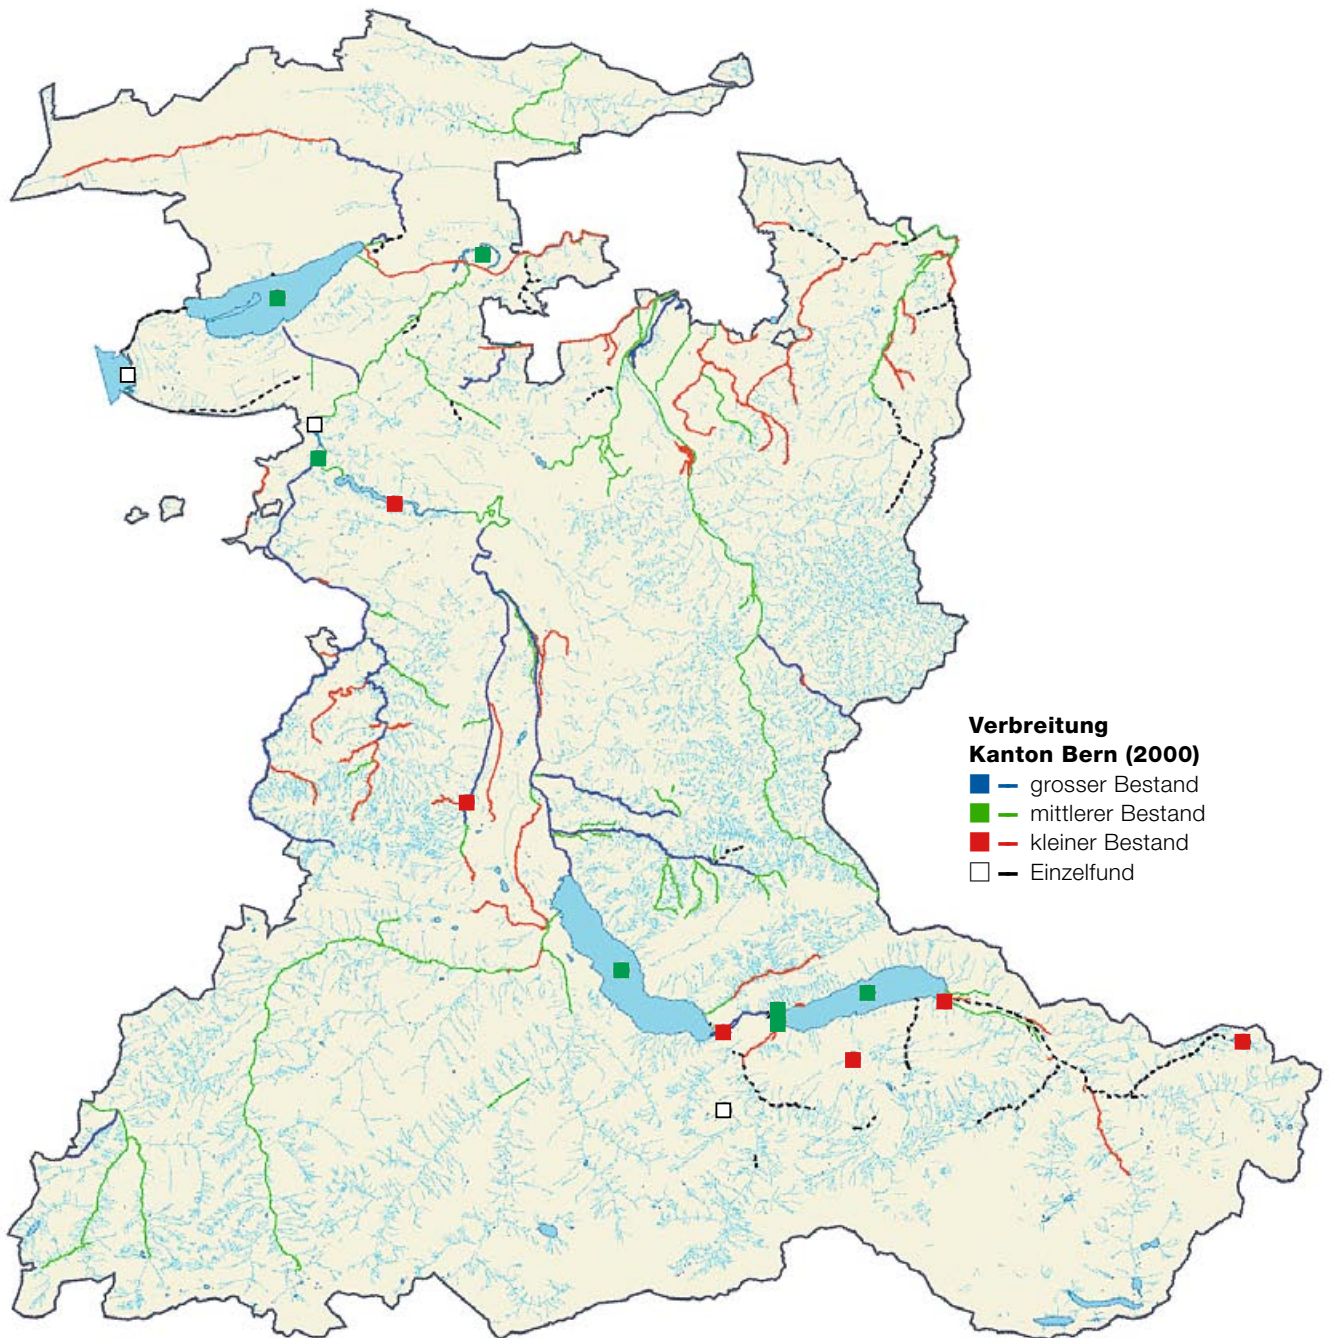 Verbreitung
Kanton Bern (2000)
grosser Bestand
mittlerer Bestand
kleiner Bestand
Einzelfund